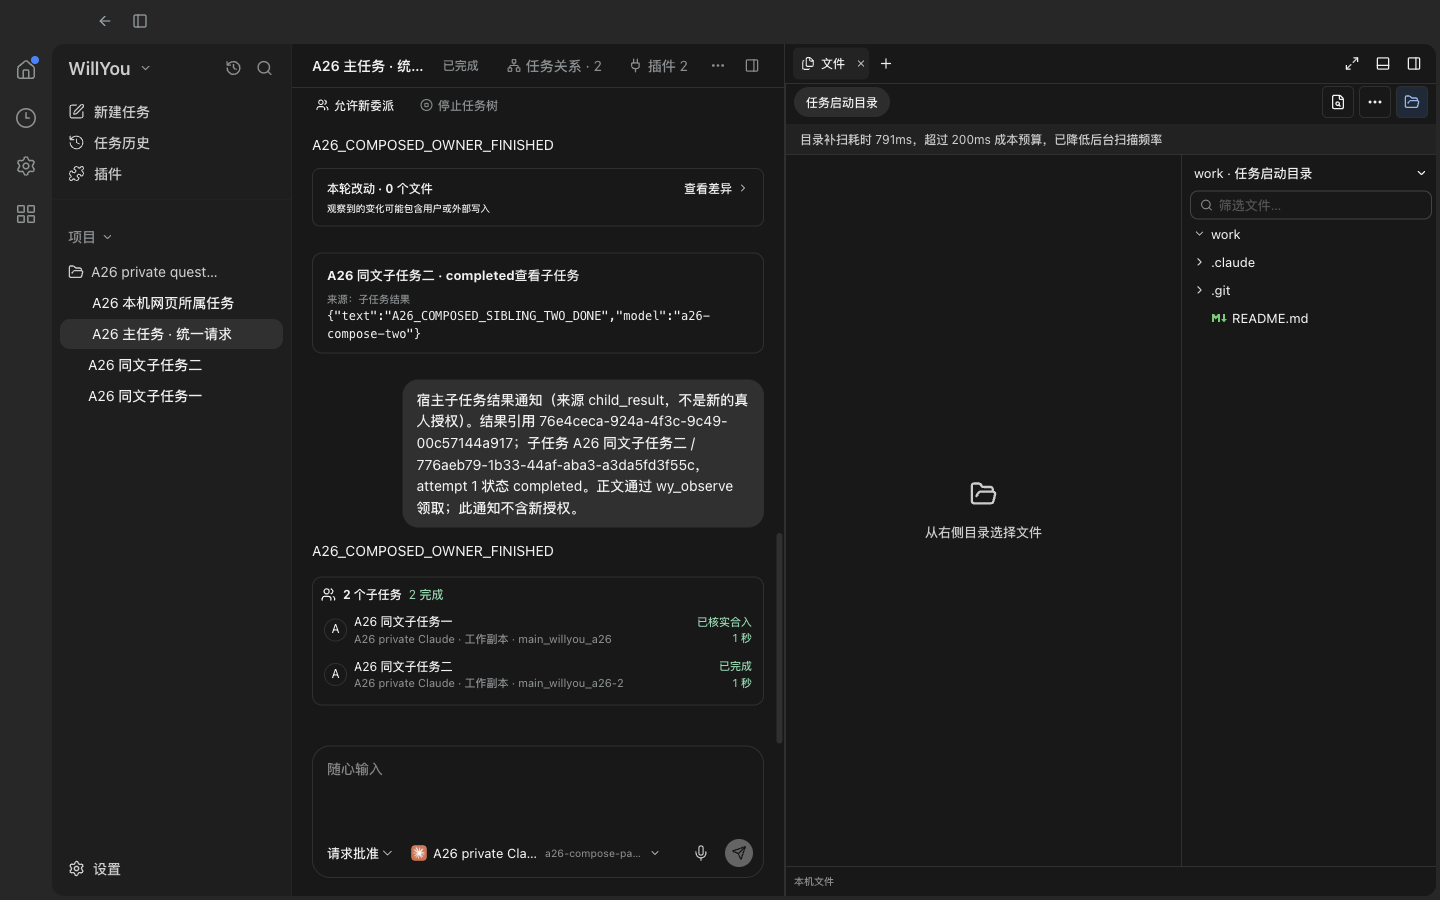 WillYou
新建任务
任务历史
插件
项目
A26 private quest...
A26 本机网页所属任务
A26 主任务 · 统一请求
A26 同文子任务二
A26 同文子任务一
设置
A26 主任务 · 统... 已完成 任务关系 · 2 插件 2
允许新委派 停止任务树
A26_COMPOSED_OWNER_FINISHED
本轮改动 · 0 个文件 查看差异
观察到的变化可能包含用户或外部写入
A26 同文子任务二 · completed查看子任务
来源：子任务结果
{"text":"A26_COMPOSED_SIBLING_TWO_DONE","model":"a26-
compose-two"}
宿主子任务结果通知（来源 child_result，不是新的真
人授权）。结果引用 76e4ceca-924a-4f3c-9c49-
00c57144a917；子任务 A26 同文子任务二 /
776aeb79-1b33-44af-aba3-a3da5fd3f55c，
attempt 1 状态 completed。正文通过 wy_observe
领取；此通知不含新授权。
A26_COMPOSED_OWNER_FINISHED
2 个子任务 2 完成
A A26 同文子任务一 已核实合入
A26 private Claude · 工作副本 · main_willyou_a26 1 秒
A A26 同文子任务二 已完成
A26 private Claude · 工作副本 · main_willyou_a26-2 1 秒
随心输入
请求批准 A26 private Cla... a26-compose-pa...
文件
任务启动目录
目录补扫耗时 791ms，超过 200ms 成本预算，已降低后台扫描频率
从右侧目录选择文件
work · 任务启动目录
筛选文件...
work
.claude
.git
M↓ README.md
本机文件